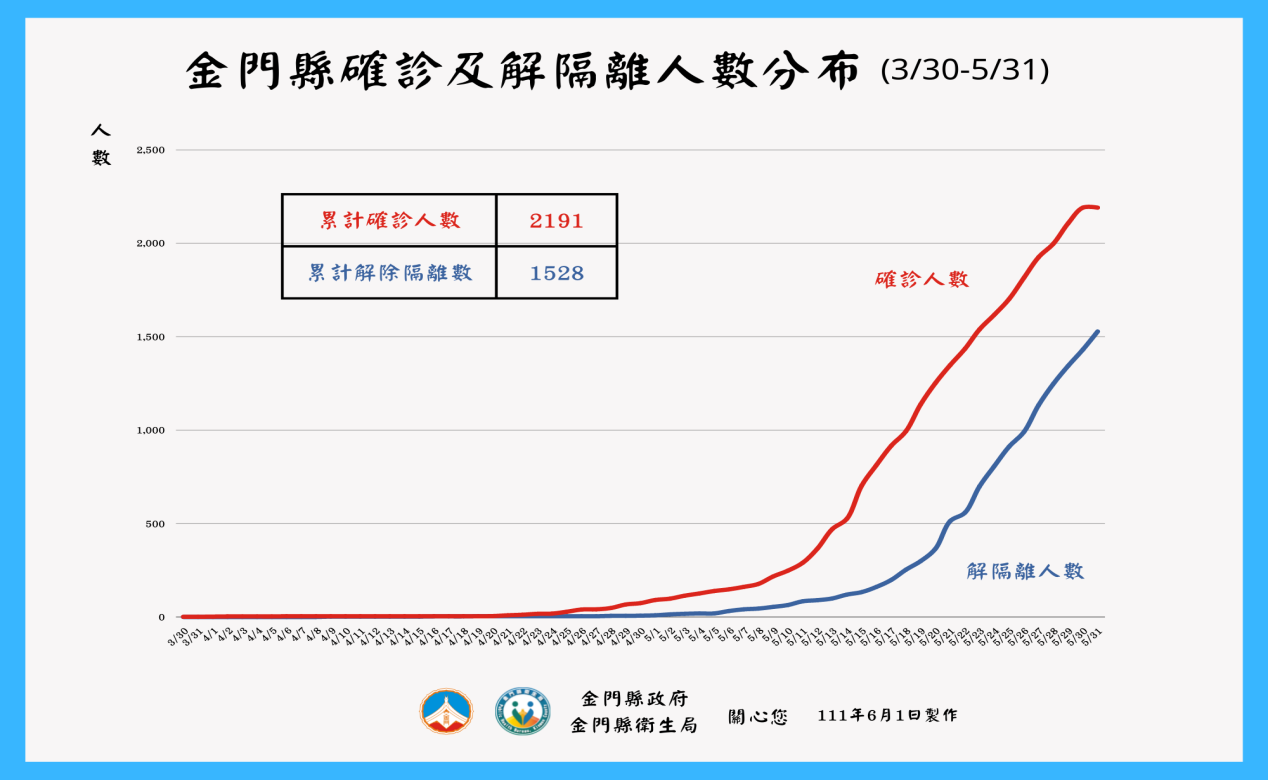 金門縣確診及解隔離人數分布 (3/30-5/31)
人
數
2,500
2,000
1,500
1,000
500
0
累計確診人數 2191
累計解除隔離數 1528
確診人數
解隔離人數
3/30 3/31 4/1 4/2 4/3 4/4 4/5 4/6 4/7 4/8 4/9 4/10 4/11 4/12 4/13 4/14 4/15 4/16 4/17 4/18 4/19 4/20 4/21 4/22 4/23 4/24 4/25 4/26 4/27 4/28 4/29 4/30 5/1 5/2 5/3 5/4 5/5 5/6 5/7 5/8 5/9 5/10 5/11 5/12 5/13 5/14 5/15 5/16 5/17 5/18 5/19 5/20 5/21 5/22 5/23 5/24 5/25 5/26 5/27 5/28 5/29 5/30 5/31
金門縣政府
金門縣衛生局
關心您 111年6月1日製作